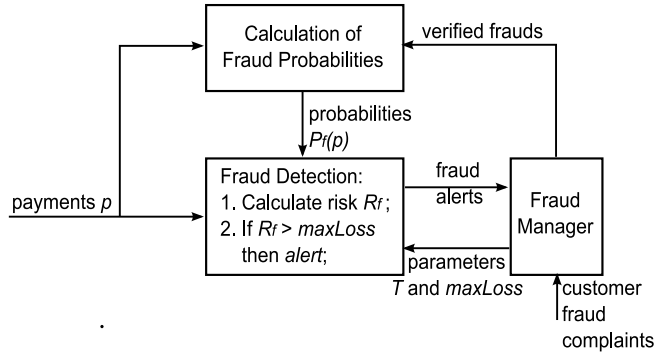 Calculation of
Fraud Probabilities
verified frauds
probabilities
Pf(p)
payments p
Fraud Detection:
1. Calculate risk Rf ;
2. If Rf > maxLoss
then alert;
fraud
alerts
Fraud
Manager
parameters
T and maxLoss
customer
fraud
complaints
.